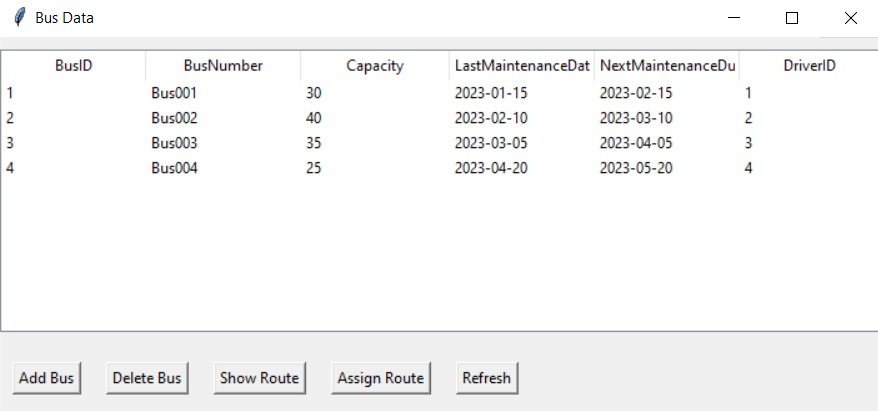 Bus Data
BusID BusNumber Capacity LastMaintenanceDat NextMaintenanceDu DriverID
1 Bus001 30 2023-01-15 2023-02-15 1
2 Bus002 40 2023-02-10 2023-03-10 2
3 Bus003 35 2023-03-05 2023-04-05 3
4 Bus004 25 2023-04-20 2023-05-20 4
Add Bus Delete Bus Show Route Assign Route Refresh